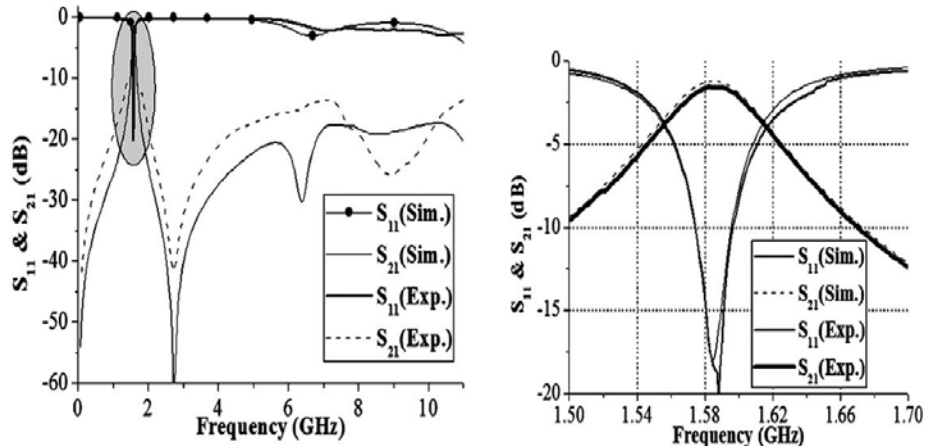 S11 & S21 (dB)
0
-10
-20
-30
-40
-50
-60
S11(Sim.)
S21(Sim.)
S11(Exp.)
S21(Exp.)
0 2 4 6 8 10
Frequency (GHz)
S11 & S21 (dB)
0
-5
-10
-15
-20
S11(Sim.)
S21(Sim.)
S11(Exp.)
S21(Exp.)
1.50 1.54 1.58 1.62 1.66 1.70
Frequency (GHz)